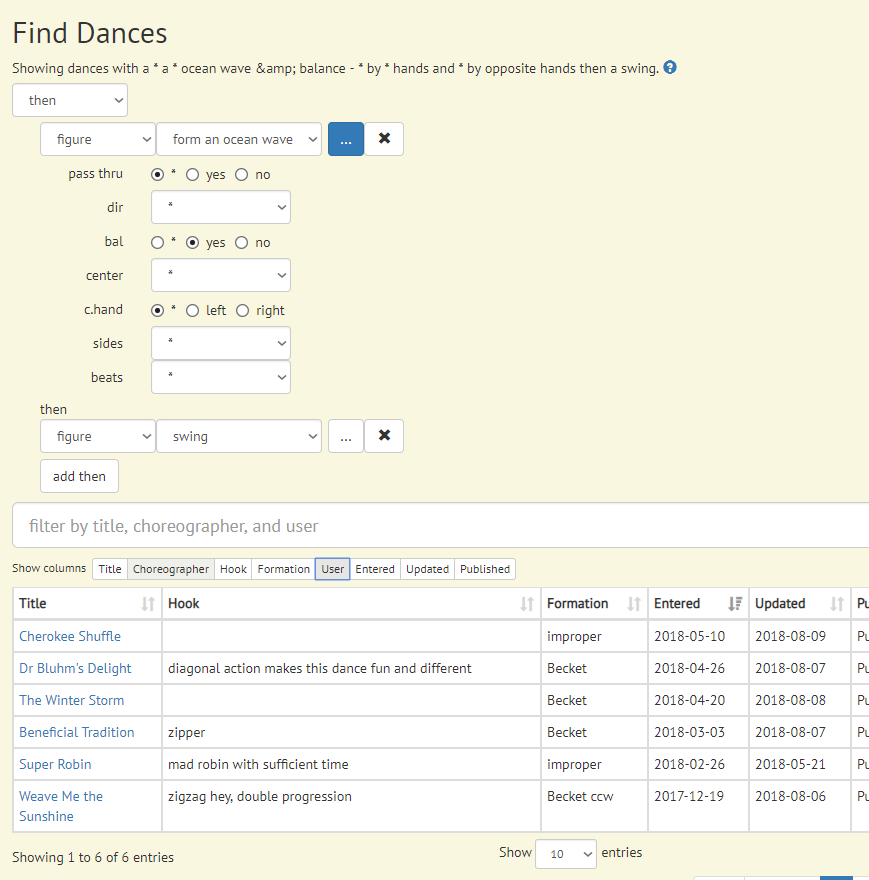 Find Dances
Showing dances with a * a * ocean wave &amp; balance - * by * hands and * by opposite hands then a swing. ?
then
figure form an ocean wave ... ✖
pass thru * yes no
dir *
bal * yes no
center *
c.hand * left right
sides *
beats *
then
figure swing ... ✖
add then
filter by title, choreographer, and user
Show columns Title Choreographer Hook Formation User Entered Updated Published
Title Hook Formation Entered Updated Pu
Cherokee Shuffle improper 2018-05-10 2018-08-09 Pu
Dr Bluhm's Delight diagonal action makes this dance fun and different Becket 2018-04-26 2018-08-07 Pu
The Winter Storm Becket 2018-04-20 2018-08-08 Pu
Beneficial Tradition zipper Becket 2018-03-03 2018-08-07 Pu
Super Robin mad robin with sufficient time improper 2018-02-26 2018-05-21 Pu
Weave Me the zigzag hey, double progression Becket ccw 2017-12-19 2018-08-06 Pu
Sunshine
Showing 1 to 6 of 6 entries Show 10 entries